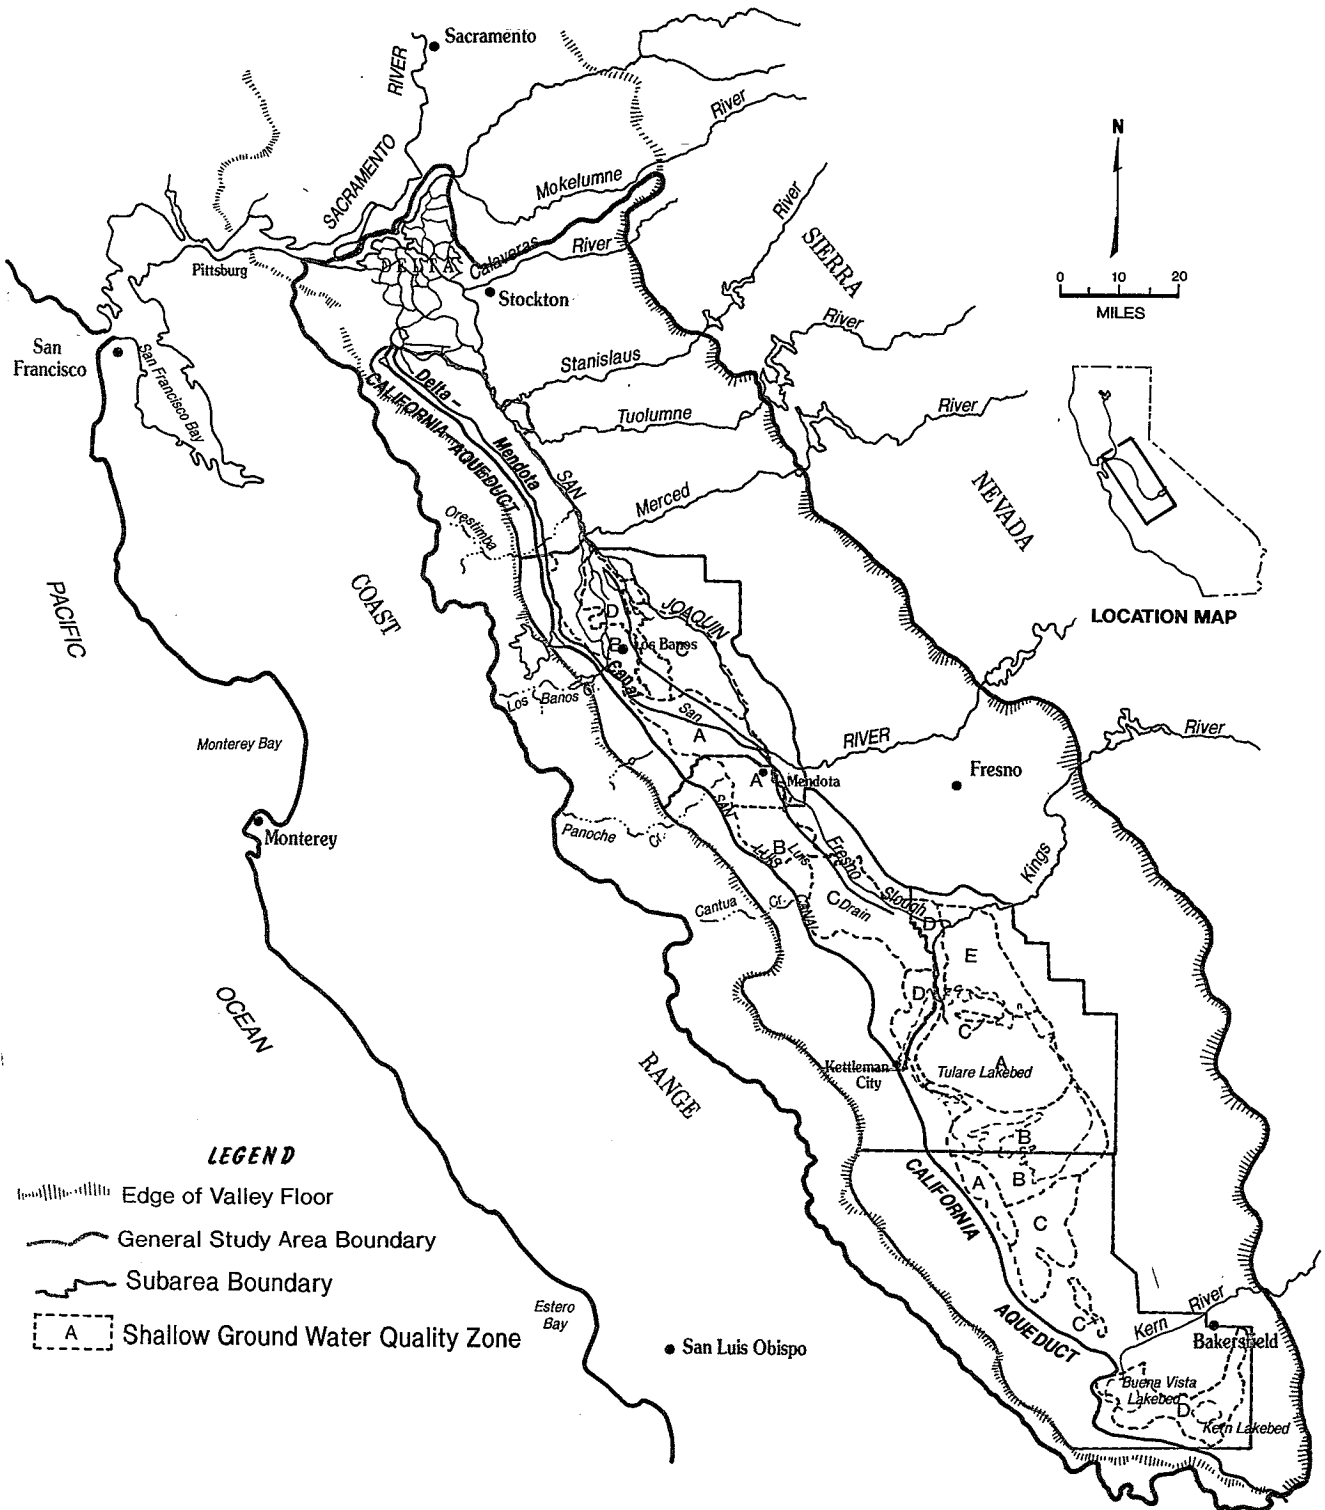 Sacramento
RIVER
SACRAMENTO
River
Mokelumne
River
SIERRA
N
0 10 20
MILES
Pittsburg
DELTA
Calaveras
River
Stockton
San
Francisco
San Francisco Bay
River
Stanislaus
Delta-
CALIFORNIA AQUEDUCT
Mendota
Tuolumne
River
SAN
Merced
NEVADA
Orestimba
PACIFIC
COAST
LOCATION MAP
JOAQUIN
D
B
Los Banos
C
Canal
Los Banos Cr.
San
A
RIVER
River
Monterey Bay
Fresno
A
Mendota
SAN
Monterey
Panoche
Cr.
B
LUIS
Luis
Fresno
Kings
Slough
Cantua
Cr.
CANAL
C
Drain
D
E
D
OCEAN
C
RANGE
A
Tulare Lakebed
Kettleman
City
B
LEGEND
Edge of Valley Floor
General Study Area Boundary
Subarea Boundary
A
Shallow Ground Water Quality Zone
CALIFORNIA
A
B
C
Estero
Bay
AQUEDUCT
C
Kern
River
Bakersfield
San Luis Obispo
Buena Vista
Lakebed
D
Kern Lakebed